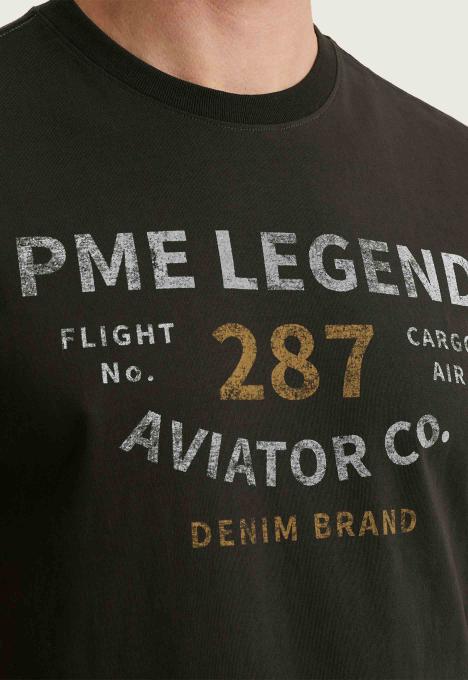 PME LEGEND
FLIGHT No. 287 CARGO AIR
AVIATOR CO.
DENIM BRAND